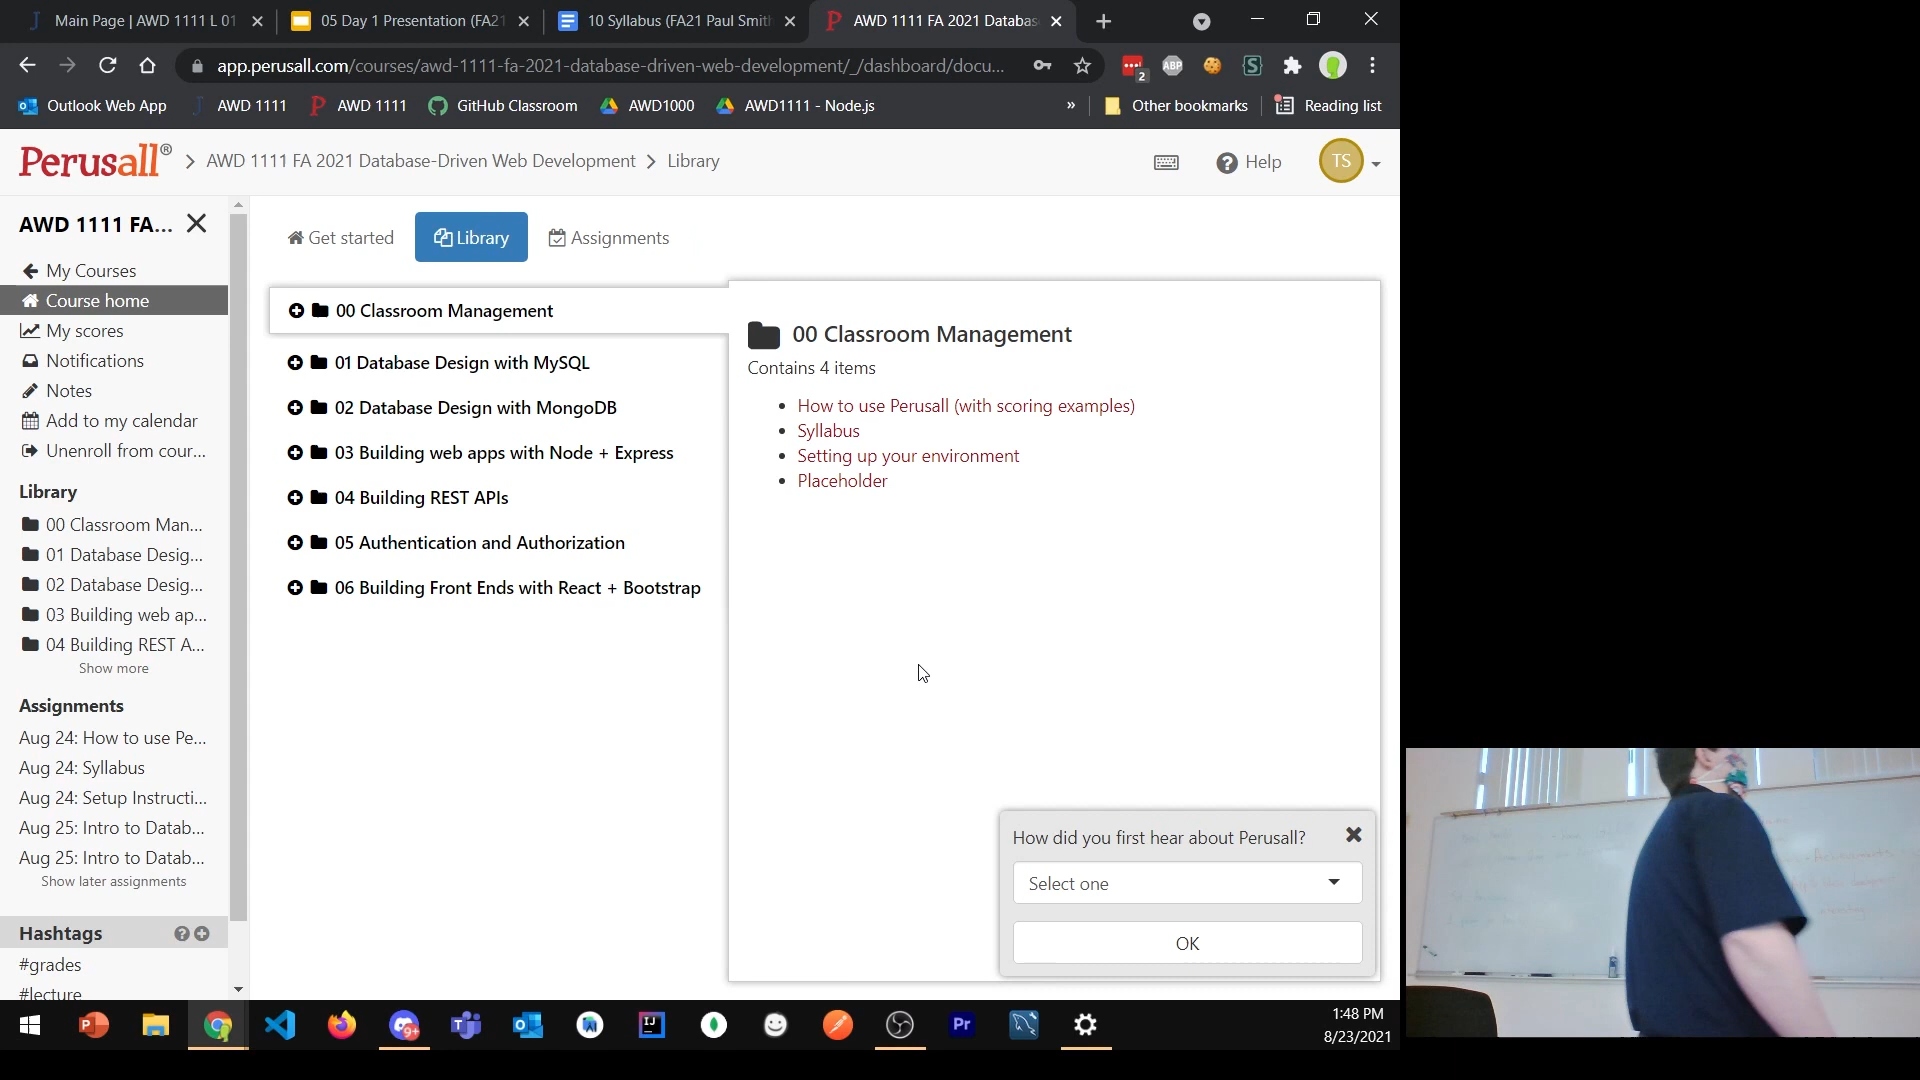 Main Page | AWD 1111 L 01
05 Day 1 Presentation (FA21
10 Syllabus (FA21 Paul Smith
AWD 1111 FA 2021 Databas
app.perusall.com/courses/awd-1111-fa-2021-database-driven-web-development/_/dashboard/docu...
2
ABP
S
Outlook Web App
AWD 1111
AWD 1111
GitHub Classroom
AWD1000
AWD1111 - Node.js
»
Other bookmarks
Reading list
Perusall®
AWD 1111 FA 2021 Database-Driven Web Development
Library
Help
TS
AWD 1111 FA...
My Courses
Course home
My scores
Notifications
Notes
Add to my calendar
Unenroll from cour...
Library
00 Classroom Man...
01 Database Desig...
02 Database Desig...
03 Building web ap...
04 Building REST A...
Show more
Assignments
Aug 24: How to use Pe...
Aug 24: Syllabus
Aug 24: Setup Instructi...
Aug 25: Intro to Datab...
Aug 25: Intro to Datab...
Show later assignments
Hashtags
#grades
#lecture
Get started
Library
Assignments
00 Classroom Management
01 Database Design with MySQL
02 Database Design with MongoDB
03 Building web apps with Node + Express
04 Building REST APIs
05 Authentication and Authorization
06 Building Front Ends with React + Bootstrap
00 Classroom Management
Contains 4 items
How to use Perusall (with scoring examples)
Syllabus
Setting up your environment
Placeholder
How did you first hear about Perusall?
Select one
OK
9+
IJ
Pr
1:48 PM
8/23/2021